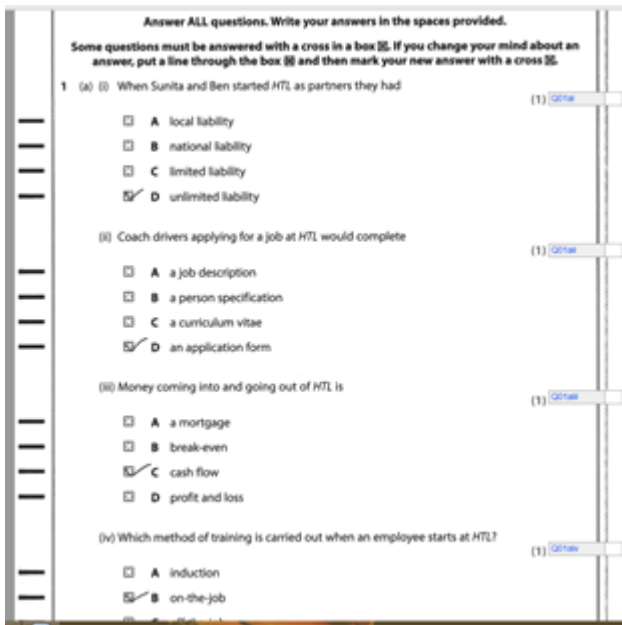 Answer ALL questions. Write your answers in the spaces provided.
Some questions must be answered with a cross in a box ☒. If you change your mind about an
answer, put a line through the box and then mark your new answer with a cross ☒.
1 (a) (i) When Sunita and Ben started HTL as partners they had
(1) Q01ai
A local liability
B national liability
C limited liability
D unlimited liability
(ii) Coach drivers applying for a job at HTL would complete
(1)
A a job description
B a person specification
C a curriculum vitae
D an application form
(iii) Money coming into and going out of HTL is
(1)
A a mortgage
B break-even
C cash flow
D profit and loss
(iv) Which method of training is carried out when an employee starts at HTL?
(1)
A induction
B on-the-job